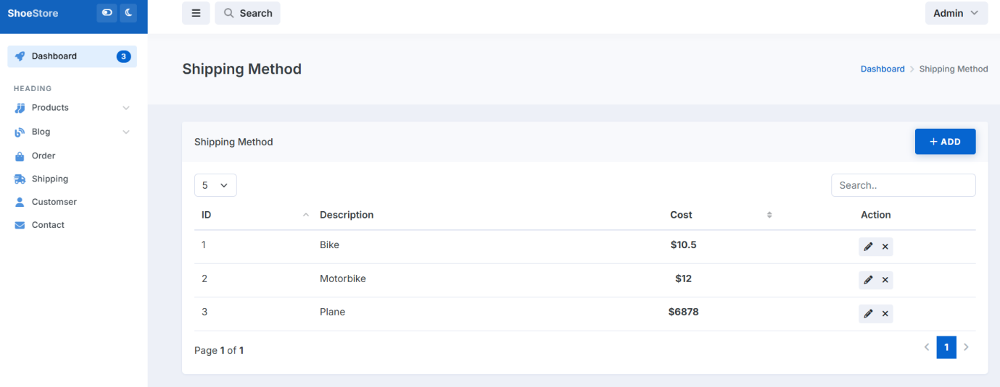 ShoeStore
Search
Admin
Dashboard 3
HEADING
Products
Blog
Order
Shipping
Customser
Contact
Shipping Method
Dashboard > Shipping Method
Shipping Method
+ ADD
5
Search..
ID Description Cost Action
1 Bike $10.5
2 Motorbike $12
3 Plane $6878
Page 1 of 1
1